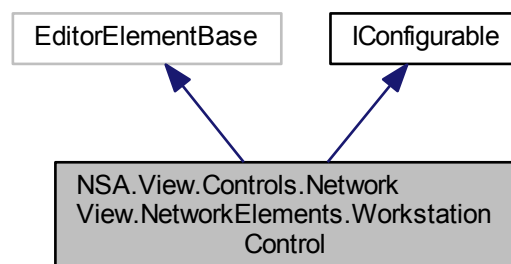 EditorElementBase
IConfigurable
NSA.View.Controls.Network
View.NetworkElements.Workstation
Control